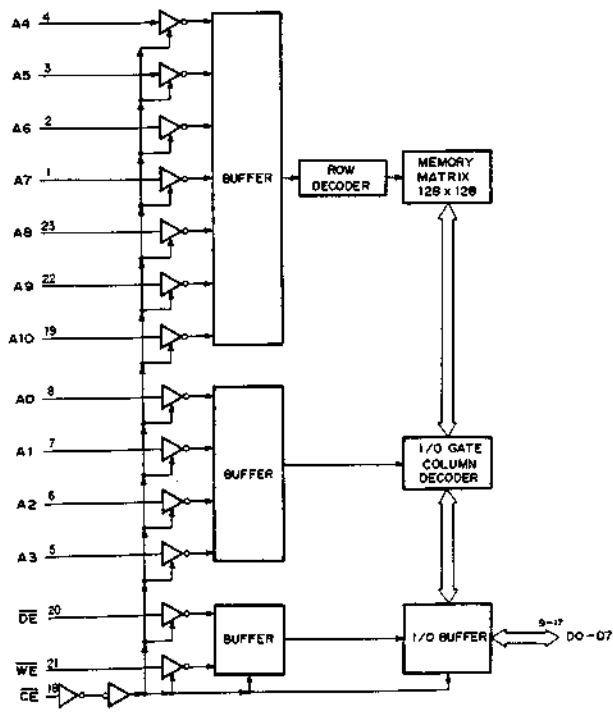 A4 4
A5 3
A6 2
A7 1
A8 23
A9 22
A10 19
BUFFER
ROW
DECODER
MEMORY
MATRIX
128 x 128
A0 8
A1 7
A2 6
A3 5
BUFFER
I/O GATE
COLUMN
DECODER
OE 20
WE 21
CE 18
BUFFER
I/O BUFFER
9-17
DO-D7